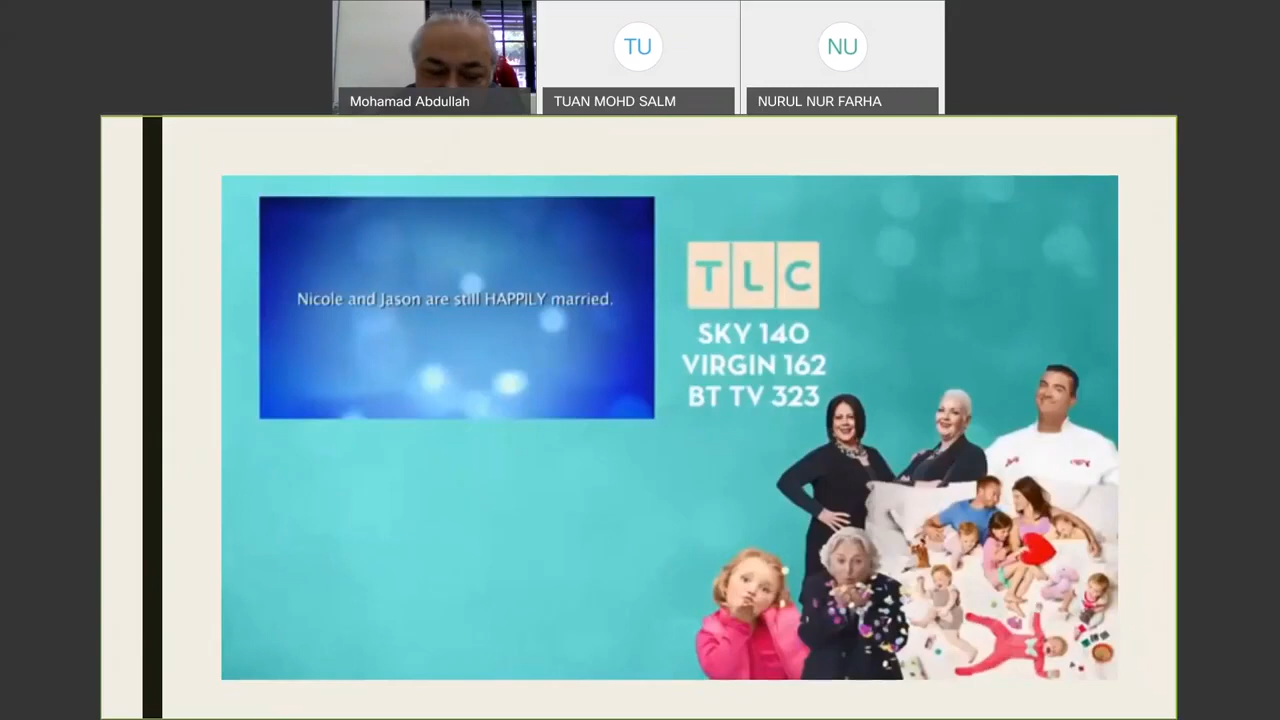 TU
NU
Mohamad Abdullah
TUAN MOHD SALM
NURUL NUR FARHA
Nicole and Jason are still HAPPILY married.
TLC
SKY 140
VIRGIN 162
BT TV 323